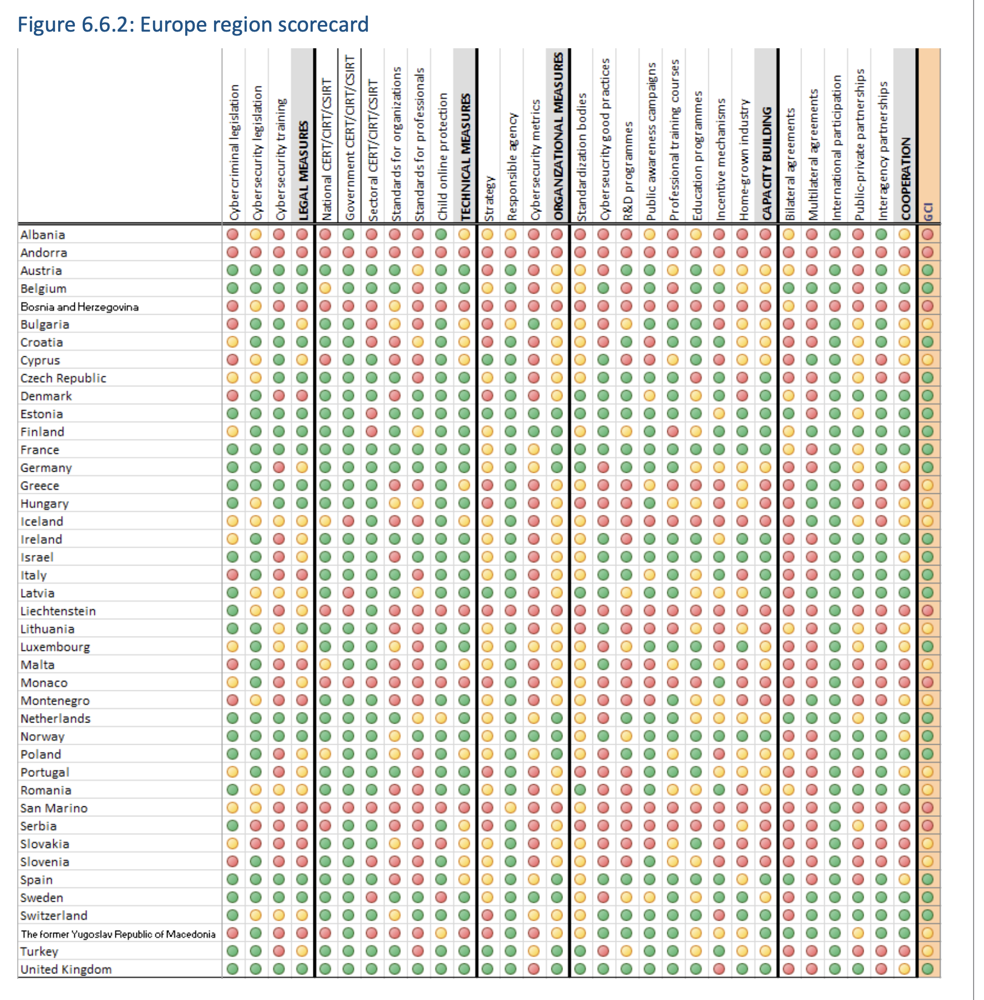 Figure 6.6.2: Europe region scorecard
Cybercriminal legislation
Cybersecurity legislation
Cybersecurity training
LEGAL MEASURES
National CERT/CIRT/CSIRT
Government CERT/CIRT/CSIRT
Sectoral CERT/CIRT/CSIRT
Standards for organizations
Standards for professionals
Child online protection
TECHNICAL MEASURES
Strategy
Responsible agency
Cybersecurity metrics
ORGANIZATIONAL MEASURES
Standardization bodies
Cyberseucrity good practices
R&D programmes
Public awareness campaigns
Professional training courses
Education programmes
Incentive mechanisms
Home-grown industry
CAPACITY BUILDING
Bilateral agreements
Multilateral agreements
International participation
Public-private partnerships
Interagency partnerships
COOPERATION
GCI
Albania
Andorra
Austria
Belgium
Bosnia and Herzegovina
Bulgaria
Croatia
Cyprus
Czech Republic
Denmark
Estonia
Finland
France
Germany
Greece
Hungary
Iceland
Ireland
Israel
Italy
Latvia
Liechtenstein
Lithuania
Luxembourg
Malta
Monaco
Montenegro
Netherlands
Norway
Poland
Portugal
Romania
San Marino
Serbia
Slovakia
Slovenia
Spain
Sweden
Switzerland
The former Yugoslav Republic of Macedonia
Turkey
United Kingdom